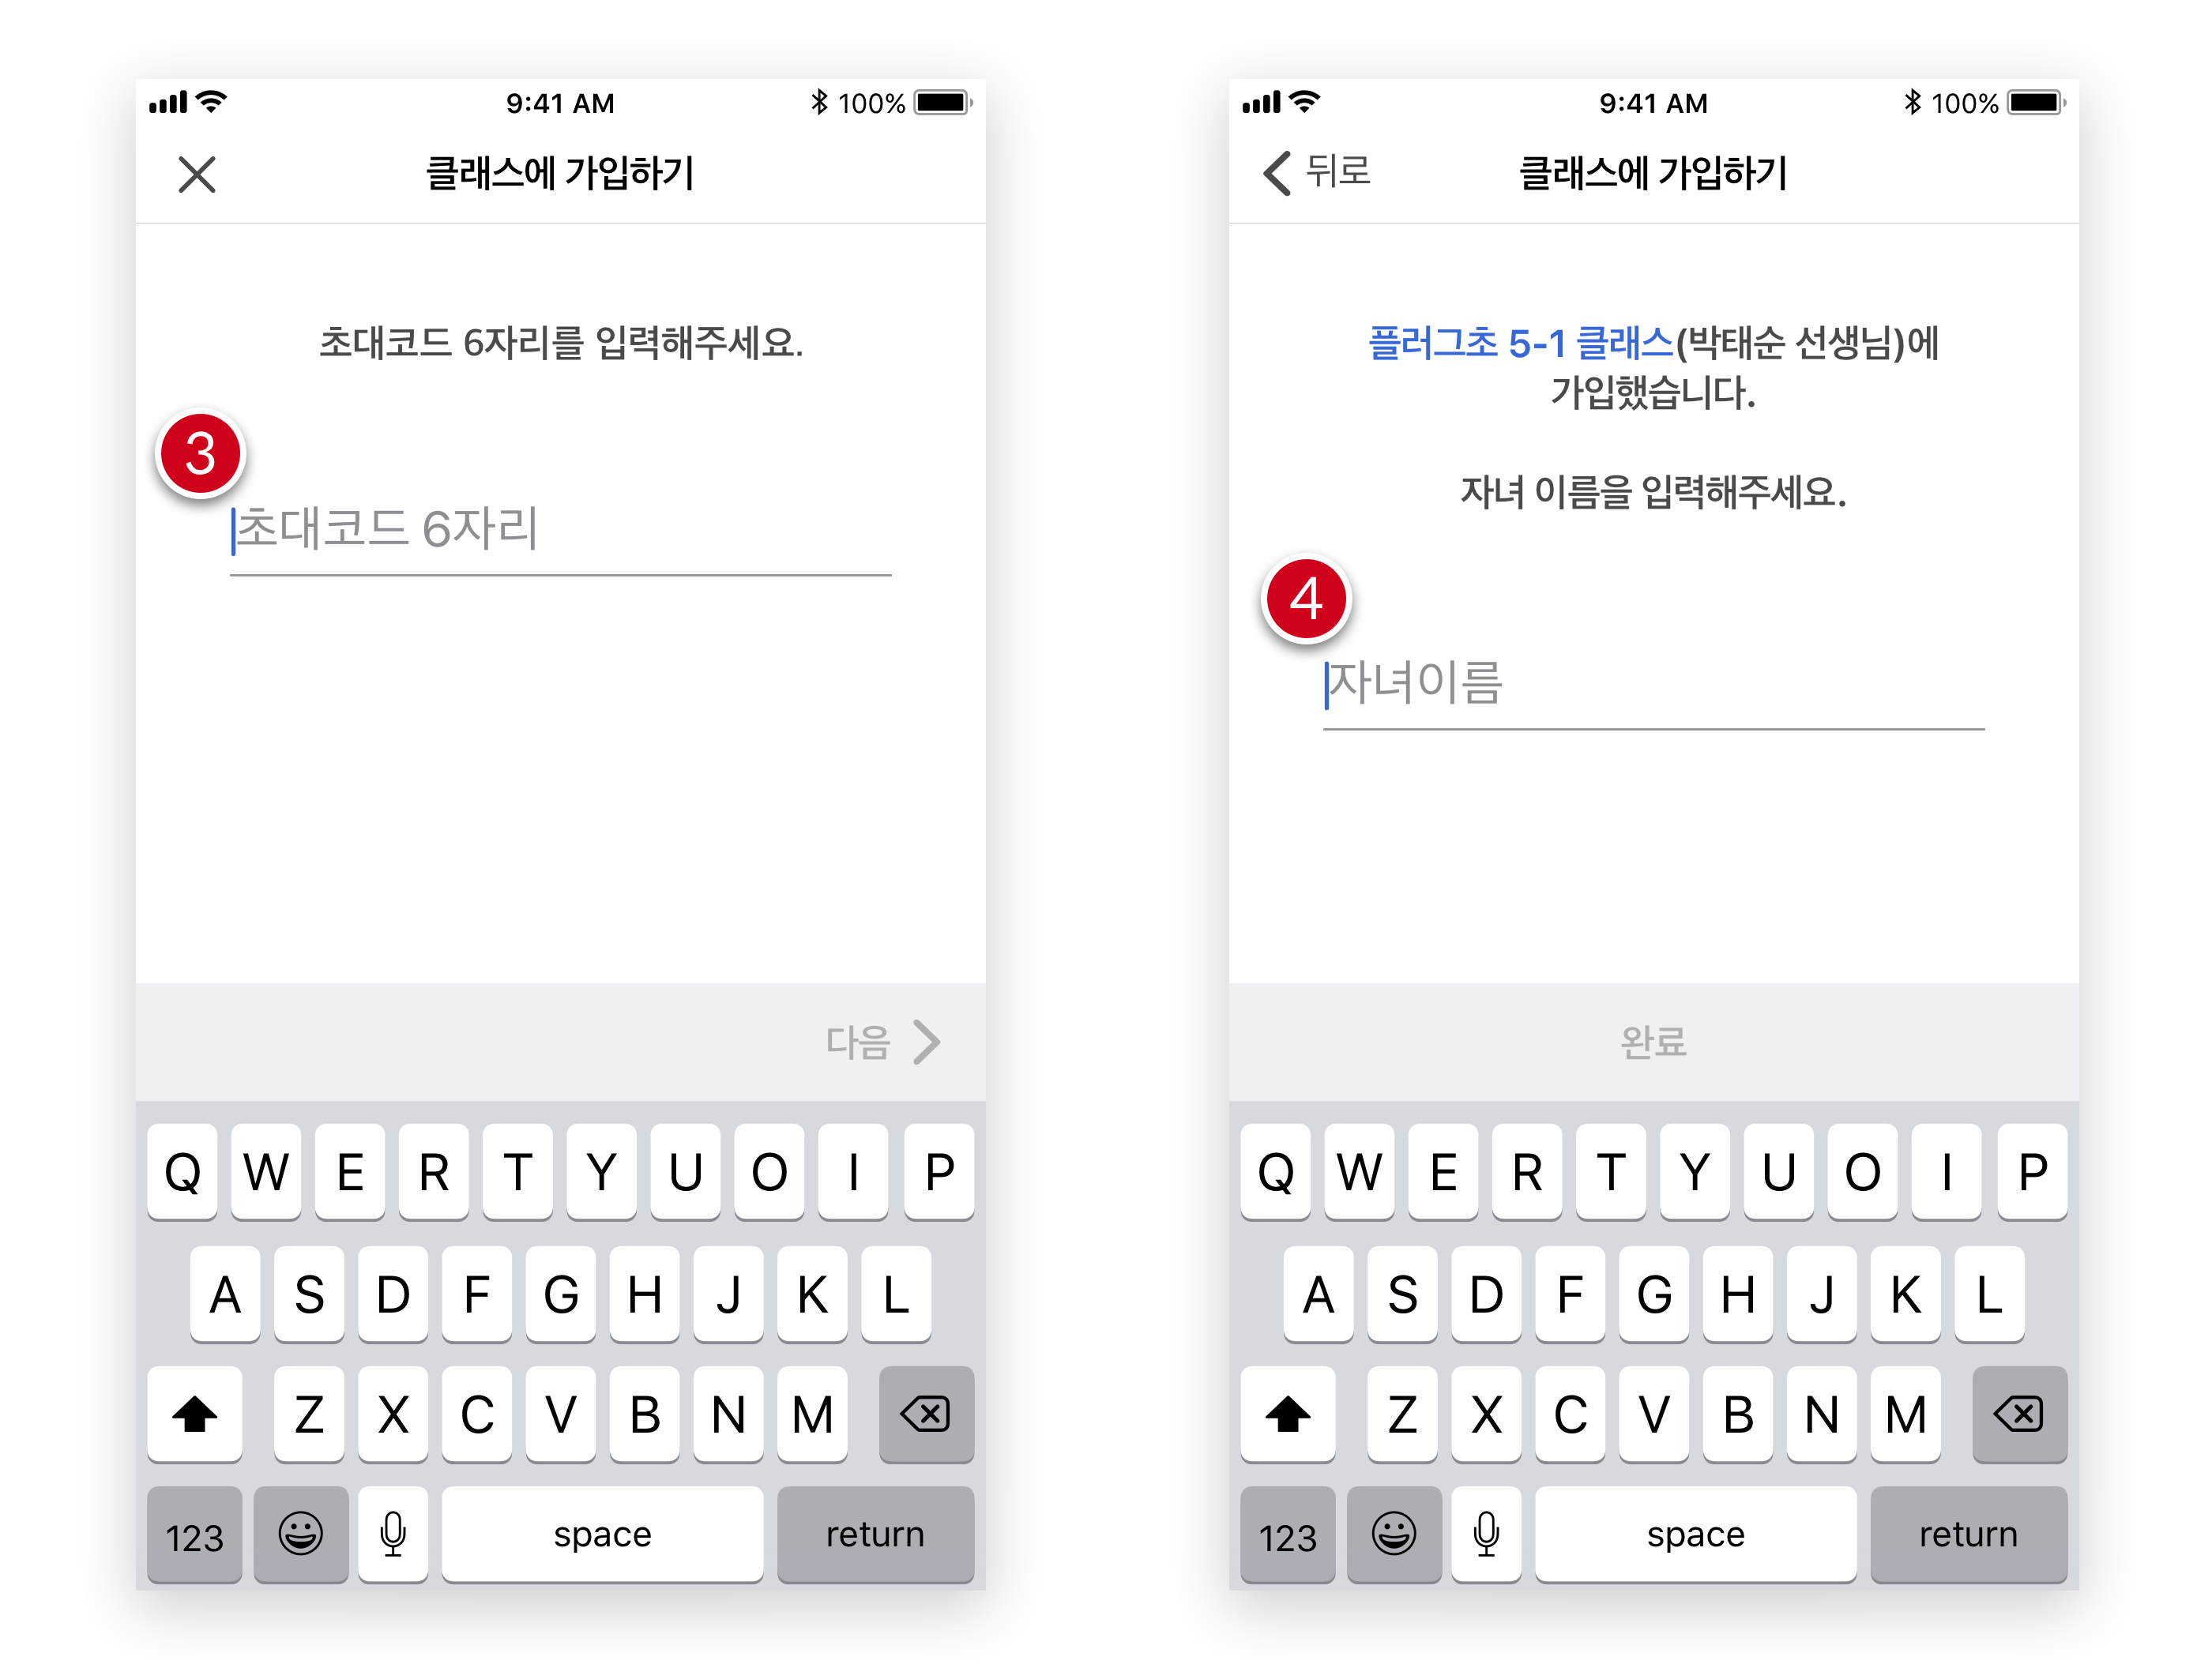 9:41 AM
100%
클래스에 가입하기
초대코드 6자리를 입력해주세요.
3
초대코드 6자리
다음
Q W E R T Y U O I P
A S D F G H J K L
Z X C V B N M
123 space return
9:41 AM
100%
뒤로
클래스에 가입하기
플러그초 5-1 클래스(박태순 선생님)에
가입했습니다.
자녀 이름을 입력해주세요.
4
자녀이름
완료
Q W E R T Y U O I P
A S D F G H J K L
Z X C V B N M
123 space return